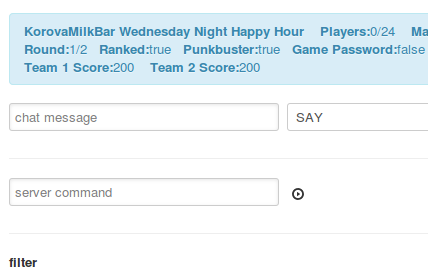 KorovaMilkBar Wednesday Night Happy Hour Players:0/24 Ma
Round:1/2 Ranked:true Punkbuster:true Game Password:false
Team 1 Score:200 Team 2 Score:200
chat message SAY
server command
filter